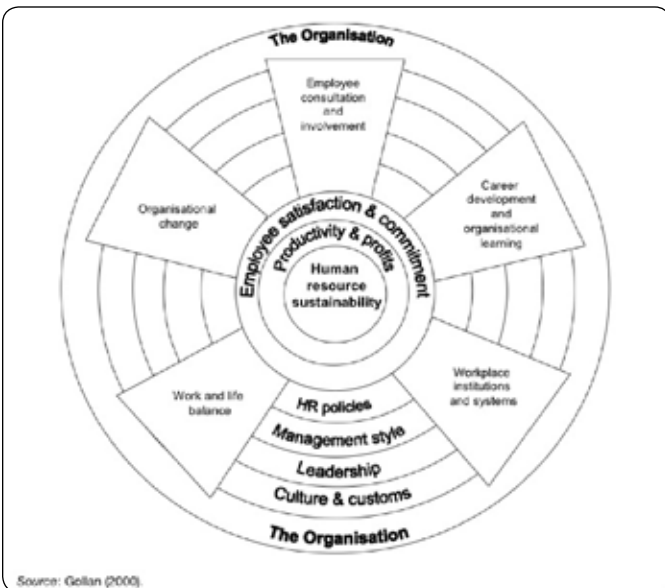 The Organisation
Employee
consultation
and
involvement
Organisational
change
Career
development
and
organisational
learning
Employee satisfaction & commitment
Productivity & profits
Human
resource
sustainability
Work and life
balance
Workplace
institutions
and systems
HR policies
Management style
Leadership
Culture & customs
The Organisation
Source: Gollan (2000).